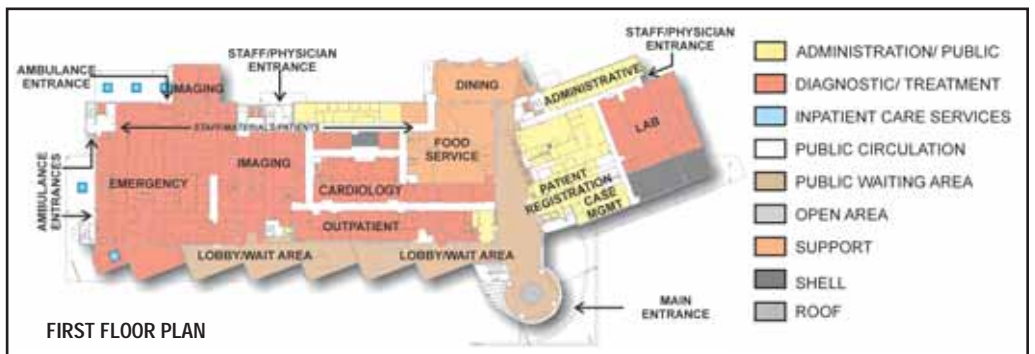 STAFF/PHYSICIAN
ENTRANCE
STAFF/PHYSICIAN
ENTRANCE
AMBULANCE
ENTRANCE
IMAGING
DINING
ADMINISTRATIVE
STAFF/MATERIALS/PATIENTS
LAB
FOOD
SERVICE
IMAGING
EMERGENCY
CARDIOLOGY
PATIENT
REGISTRATION
CASE
MGMT
AMBULANCE
ENTRANCES
OUTPATIENT
LOBBY/WAIT AREA
LOBBY/WAIT AREA
MAIN
ENTRANCE
FIRST FLOOR PLAN
ADMINISTRATION/ PUBLIC
DIAGNOSTIC/ TREATMENT
INPATIENT CARE SERVICES
PUBLIC CIRCULATION
PUBLIC WAITING AREA
OPEN AREA
SUPPORT
SHELL
ROOF